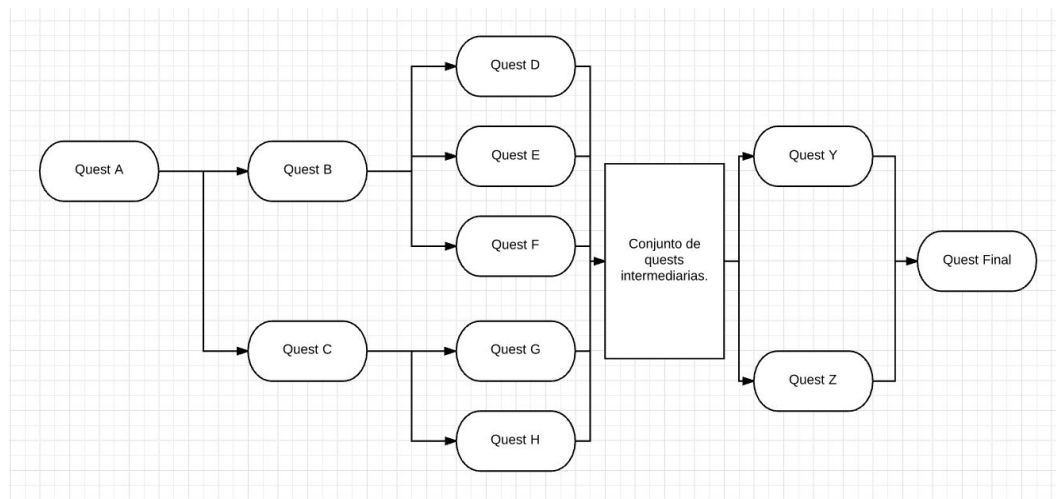 Quest A
Quest B
Quest C
Quest D
Quest E
Quest F
Quest G
Quest H
Conjunto de
quests
intermediarias.
Quest Y
Quest Z
Quest Final